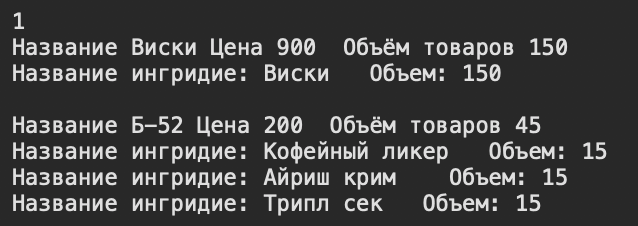 1
Название Виски Цена 900  Объём товаров 150
Название ингридие: Виски   Объем: 150

Название Б-52 Цена 200  Объём товаров 45
Название ингридие: Кофейный ликер   Объем: 15
Название ингридие: Айриш крим    Объем: 15
Название ингридие: Трипл сек   Объем: 15